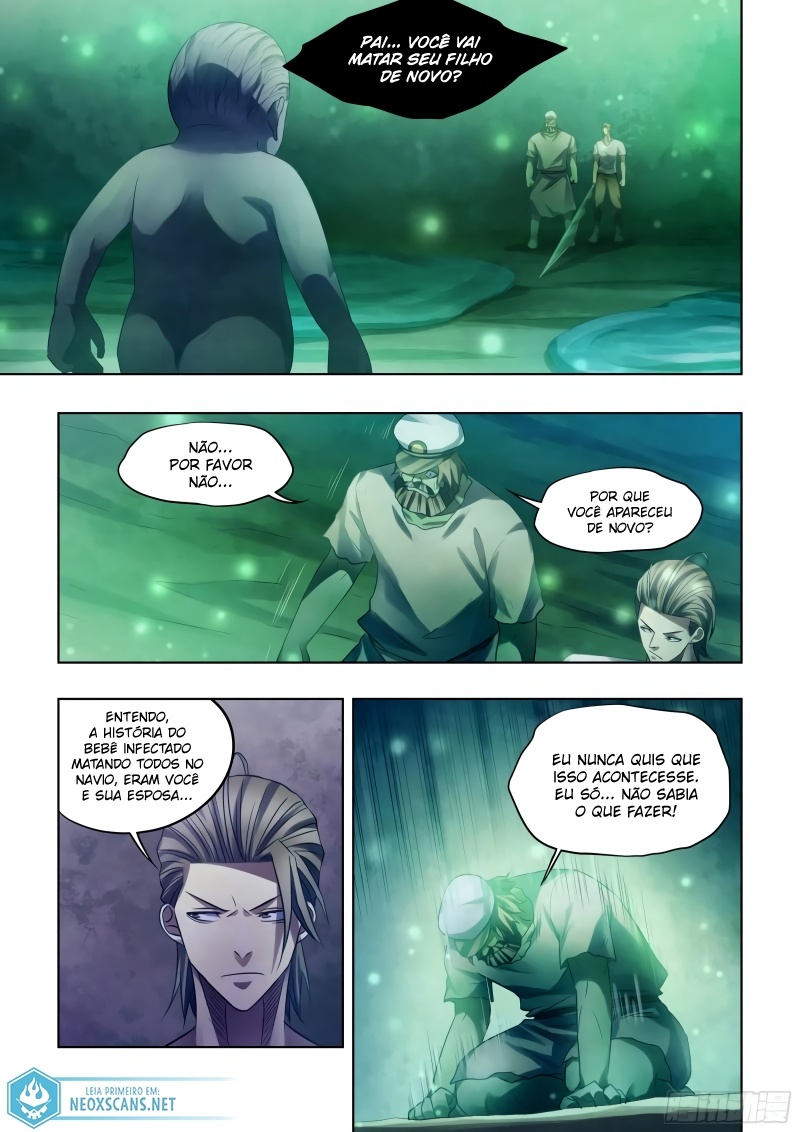 PAI... VOCÊ VAI
MATAR SEU FILHO
DE NOVO?
NÃO...
POR FAVOR
NÃO...
POR QUE
VOCÊ APARECEU
DE NOVO?
ENTENDO,
A HISTÓRIA DO
BEBÊ INFECTADO
MATANDO TODOS NO
NAVIO, ERAM VOCÊ
E SUA ESPOSA...
EU NUNCA QUIS QUE
ISSO ACONTECESSE.
EU SÓ... NÃO SABIA
O QUE FAZER!
LEIA PRIMEIRO EM:
NEOXSCANS.NET